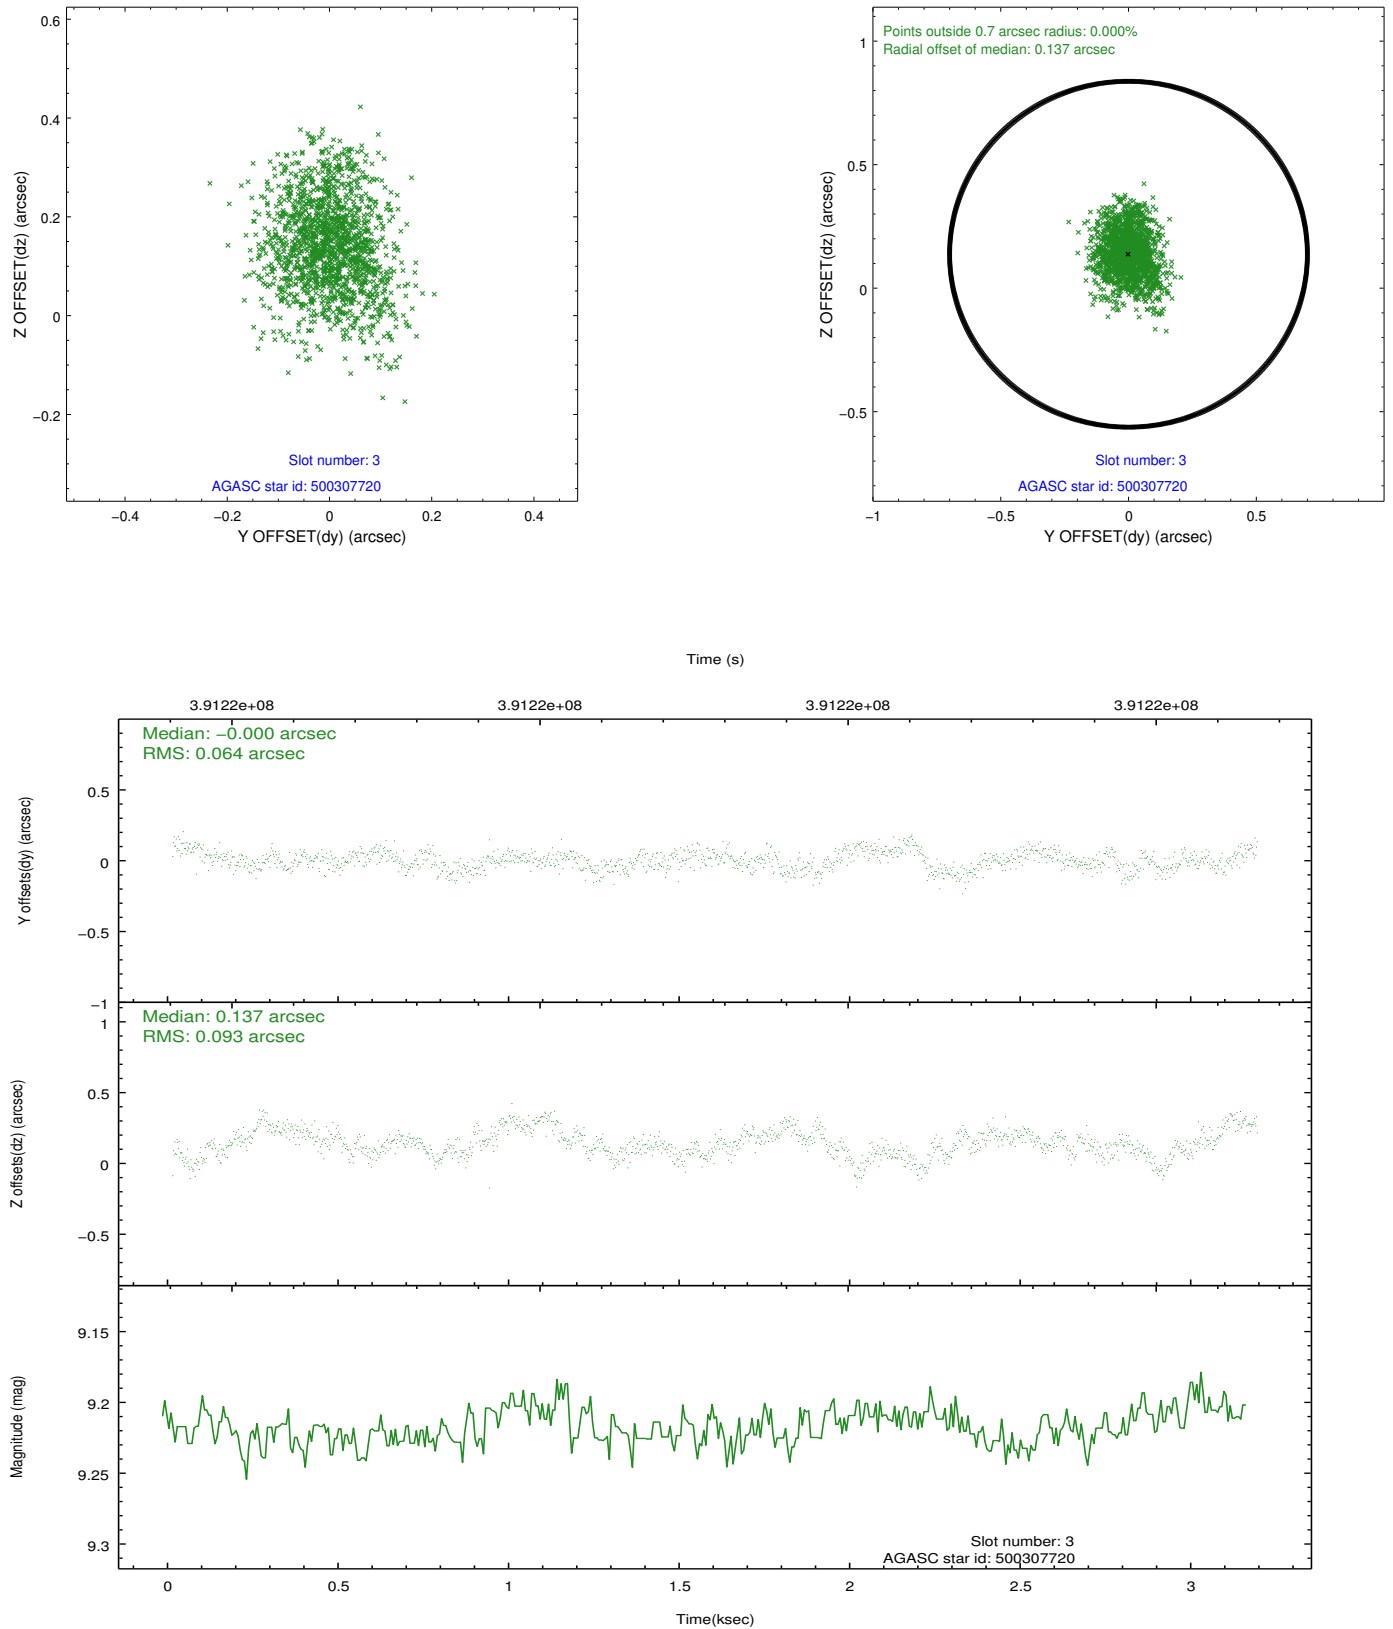 0.6
0.4
0.2
0
−0.2
Z OFFSET(dz) (arcsec)
Slot number: 3
AGASC star id: 500307720
−0.4 −0.2 0 0.2 0.4
Y OFFSET(dy) (arcsec)
Points outside 0.7 arcsec radius: 0.000%
Radial offset of median: 0.137 arcsec
1
0.5
0
−0.5
Z OFFSET(dz) (arcsec)
Slot number: 3
AGASC star id: 500307720
−1 −0.5 0 0.5
Y OFFSET(dy) (arcsec)
Time (s)
3.9122e+08 3.9122e+08 3.9122e+08 3.9122e+08
Median: −0.000 arcsec
RMS: 0.064 arcsec
0.5
0
−0.5
−1
Y offsets(dy) (arcsec)
Median: 0.137 arcsec
RMS: 0.093 arcsec
1
0.5
0
−0.5
Z offsets(dz) (arcsec)
9.15
9.2
9.25
9.3
Magnitude (mag)
Slot number: 3
AGASC star id: 500307720
0 0.5 1 1.5 2 2.5 3
Time(ksec)